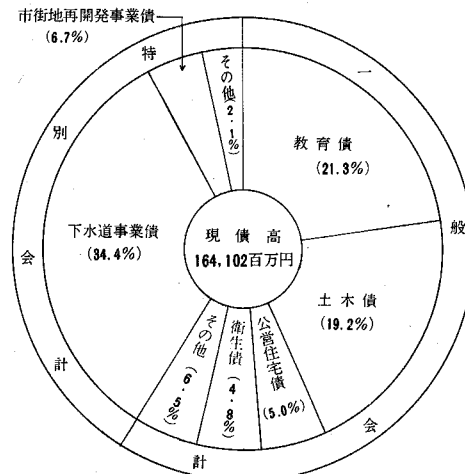 市街地再開発事業債
(6.7%)
特別会計
その他(2.1%)
一般会計
教育債
(21.3%)
下水道事業債
(34.4%)
現債高
164,102百万円
土木債
(19.2%)
その他(6.5%)
衛生債(4.8%)
公営住宅債
(5.0%)